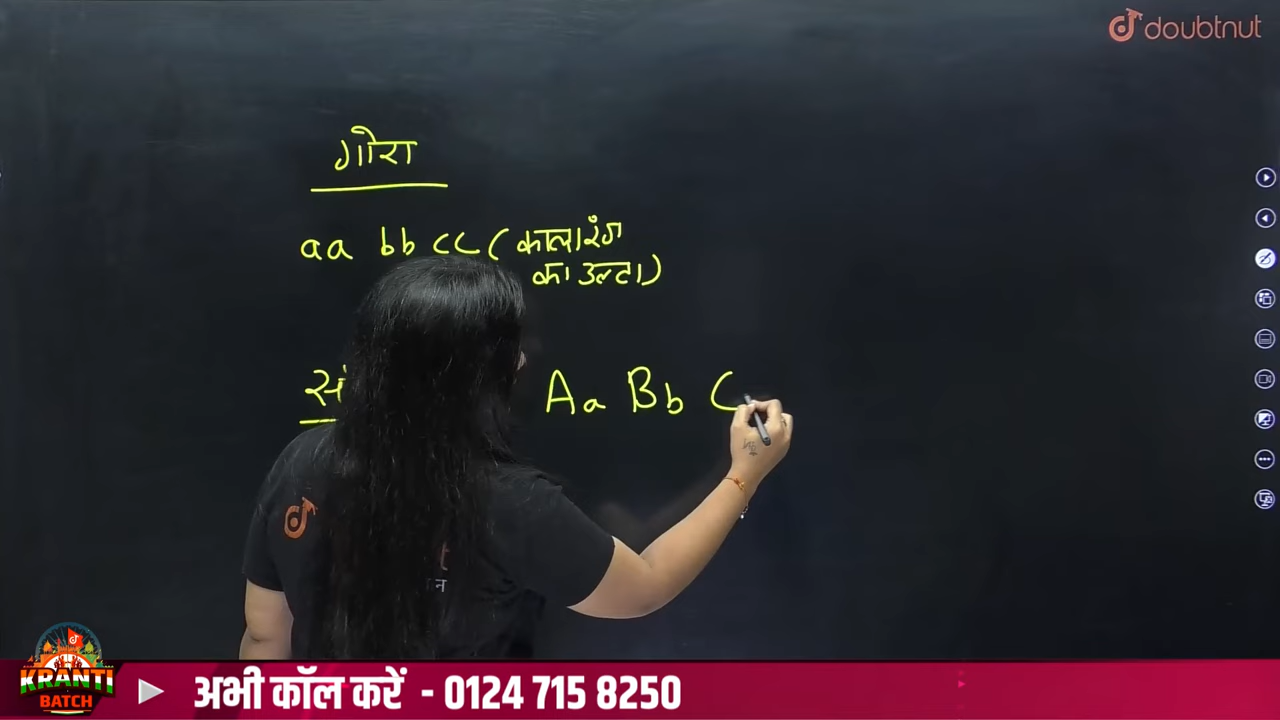 doubtnut
गोरा
aa bb cc (काला रंग
का उल्टा)
Aa Bb C
KRANTI
BATCH
अभी कॉल करें - 0124 715 8250